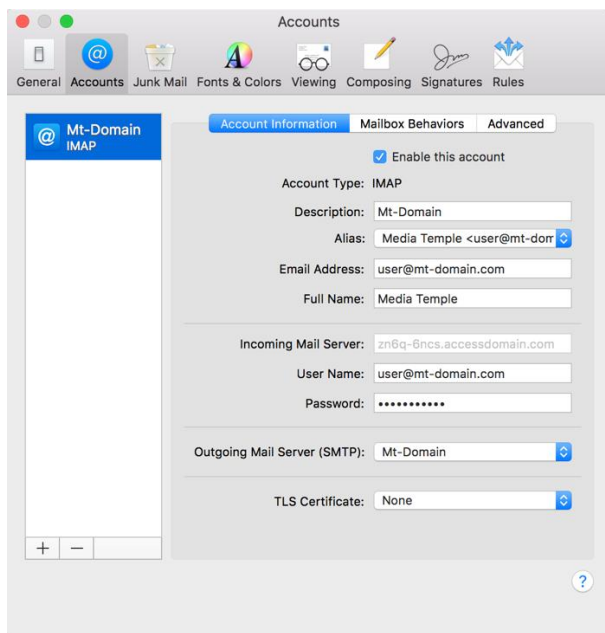 Accounts
General Accounts Junk Mail Fonts & Colors Viewing Composing Signatures Rules
Mt-Domain
IMAP
Account Information Mailbox Behaviors Advanced
Enable this account
Account Type: IMAP
Description: Mt-Domain
Alias: Media Temple <user@mt-dom
Email Address: user@mt-domain.com
Full Name: Media Temple
Incoming Mail Server: zn6q-6ncs.accessdomain.com
User Name: user@mt-domain.com
Password: •••••••••••
Outgoing Mail Server (SMTP): Mt-Domain
TLS Certificate: None
+ −
?